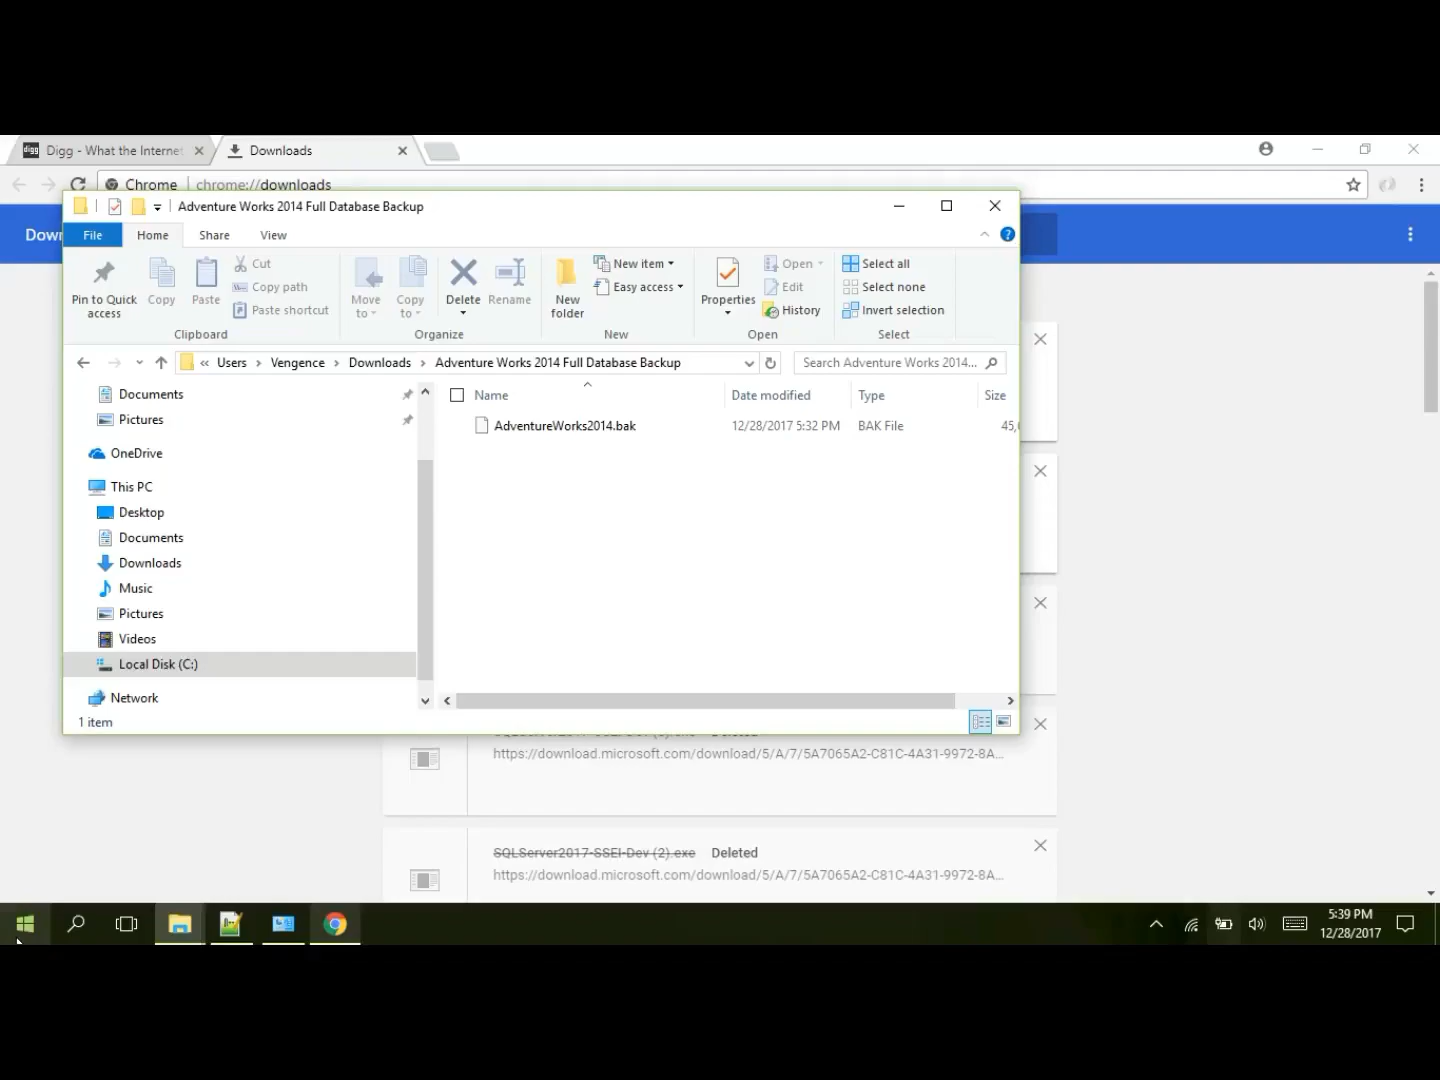 Digg - What the Internet
Downloads
Chrome | chrome://downloads
Adventure Works 2014 Full Database Backup
Down
File Home Share View
Pin to Quick access
Copy
Paste
Cut
Copy path
Paste shortcut
Clipboard
Move to
Copy to
Delete
Rename
Organize
New folder
New item
Easy access
New
Properties
Open
Edit
History
Open
Select all
Select none
Invert selection
Select
« Users > Vengence > Downloads > Adventure Works 2014 Full Database Backup
Search Adventure Works 2014...
Name Date modified Type Size
AdventureWorks2014.bak 12/28/2017 5:32 PM BAK File 45,
Documents
Pictures
OneDrive
This PC
Desktop
Documents
Downloads
Music
Pictures
Videos
Local Disk (C:)
Network
1 item
https://download.microsoft.com/download/5/A/7/5A7065A2-C81C-4A31-9972-8A...
SQLServer2017-SSEI-Dev (2).exe Deleted
https://download.microsoft.com/download/5/A/7/5A7065A2-C81C-4A31-9972-8A...
5:39 PM
12/28/2017